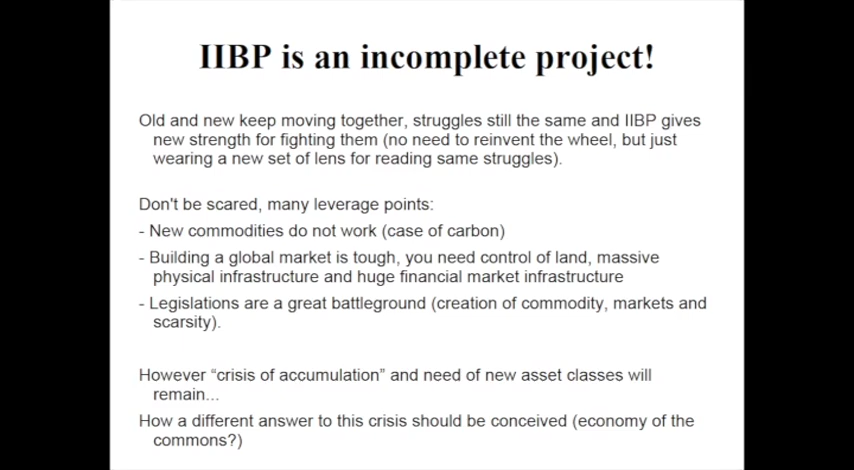 IIBP is an incomplete project!
Old and new keep moving together, struggles still the same and IIBP gives
new strength for fighting them (no need to reinvent the wheel, but just
wearing a new set of lens for reading same struggles).
Don't be scared, many leverage points:
- New commodities do not work (case of carbon)
- Building a global market is tough, you need control of land, massive
physical infrastructure and huge financial market infrastructure
- Legislations are a great battleground (creation of commodity, markets and
scarsity).
However “crisis of accumulation” and need of new asset classes will
remain...
How a different answer to this crisis should be conceived (economy of the
commons?)